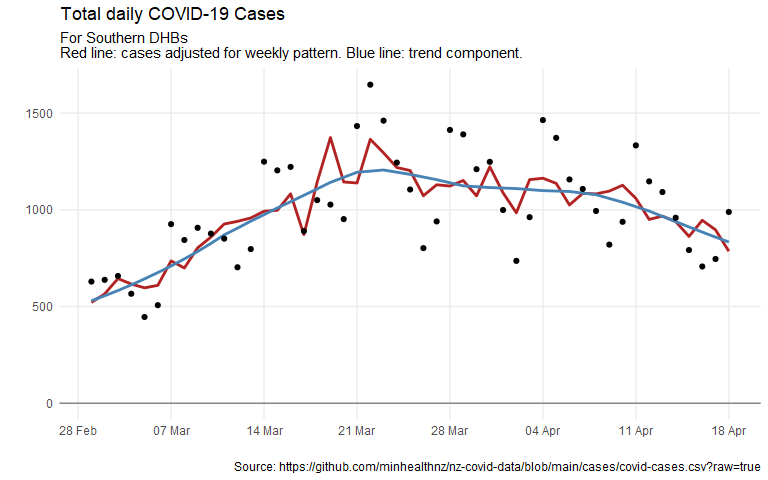 Total daily COVID-19 Cases
For Southern DHBs
Red line: cases adjusted for weekly pattern. Blue line: trend component.
1500
1000
500
0
28 Feb 07 Mar 14 Mar 21 Mar 28 Mar 04 Apr 11 Apr 18 Apr
Source: https://github.com/minhealthnz/nz-covid-data/blob/main/cases/covid-cases.csv?raw=true